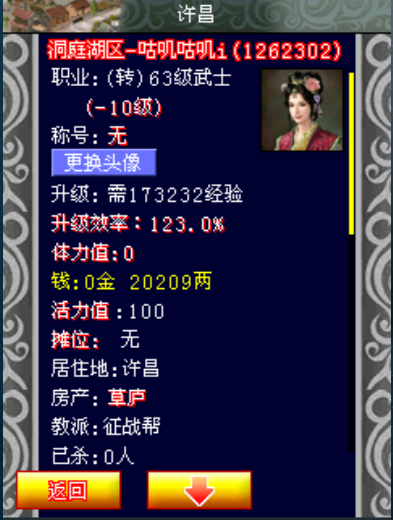 许昌
洞庭湖区-咕叽咕叽i(1262302)
职业:(转)63级武士
(-10级)
称号:无
更换头像
升级:需173232经验
升级效率:123.0%
体力值:0
钱:0金 20209两
活力值:100
摊位: 无
居住地:许昌
房产:草庐
教派:征战帮
已杀:0人
返回